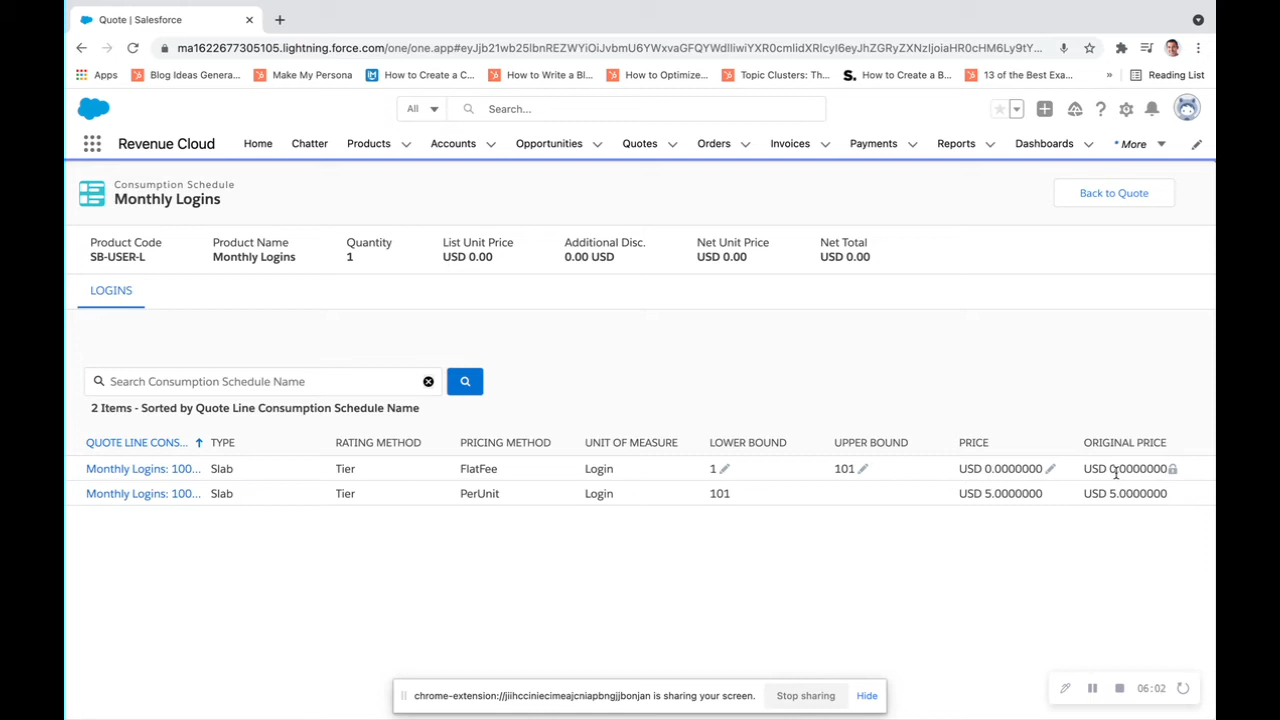 Quote | Salesforce
ma1622677305105.lightning.force.com/one/one.app#eyJjb21wb25lbnREZWYiOiJvbmU6YWxvaGFQYWdlIiwiYXR0cmlidXRlcyI6eyJhZGRyZXNzIjoiaHR0cHM6Ly9tY...
Apps Blog Ideas Genera... Make My Persona How to Create a C... How to Write a Bl... How to Optimize... Topic Clusters: Th... How to Create a B... 13 of the Best Exa... » Reading List
All Search...
Revenue Cloud Home Chatter Products Accounts Opportunities Quotes Orders Invoices Payments Reports Dashboards * More
Consumption Schedule
Monthly Logins
Back to Quote
Product Code Product Name Quantity List Unit Price Additional Disc. Net Unit Price Net Total
SB-USER-L Monthly Logins 1 USD 0.00 0.00 USD USD 0.00 USD 0.00
LOGINS
Search Consumption Schedule Name
2 Items - Sorted by Quote Line Consumption Schedule Name
QUOTE LINE CONS... TYPE RATING METHOD PRICING METHOD UNIT OF MEASURE LOWER BOUND UPPER BOUND PRICE ORIGINAL PRICE
Monthly Logins: 100... Slab Tier FlatFee Login 1 101 USD 0.0000000 USD 0.0000000
Monthly Logins: 100... Slab Tier PerUnit Login 101 USD 5.0000000 USD 5.0000000
chrome-extension://jiihcciniecimeajcniapbngjjbonjan is sharing your screen. Stop sharing Hide
06:02